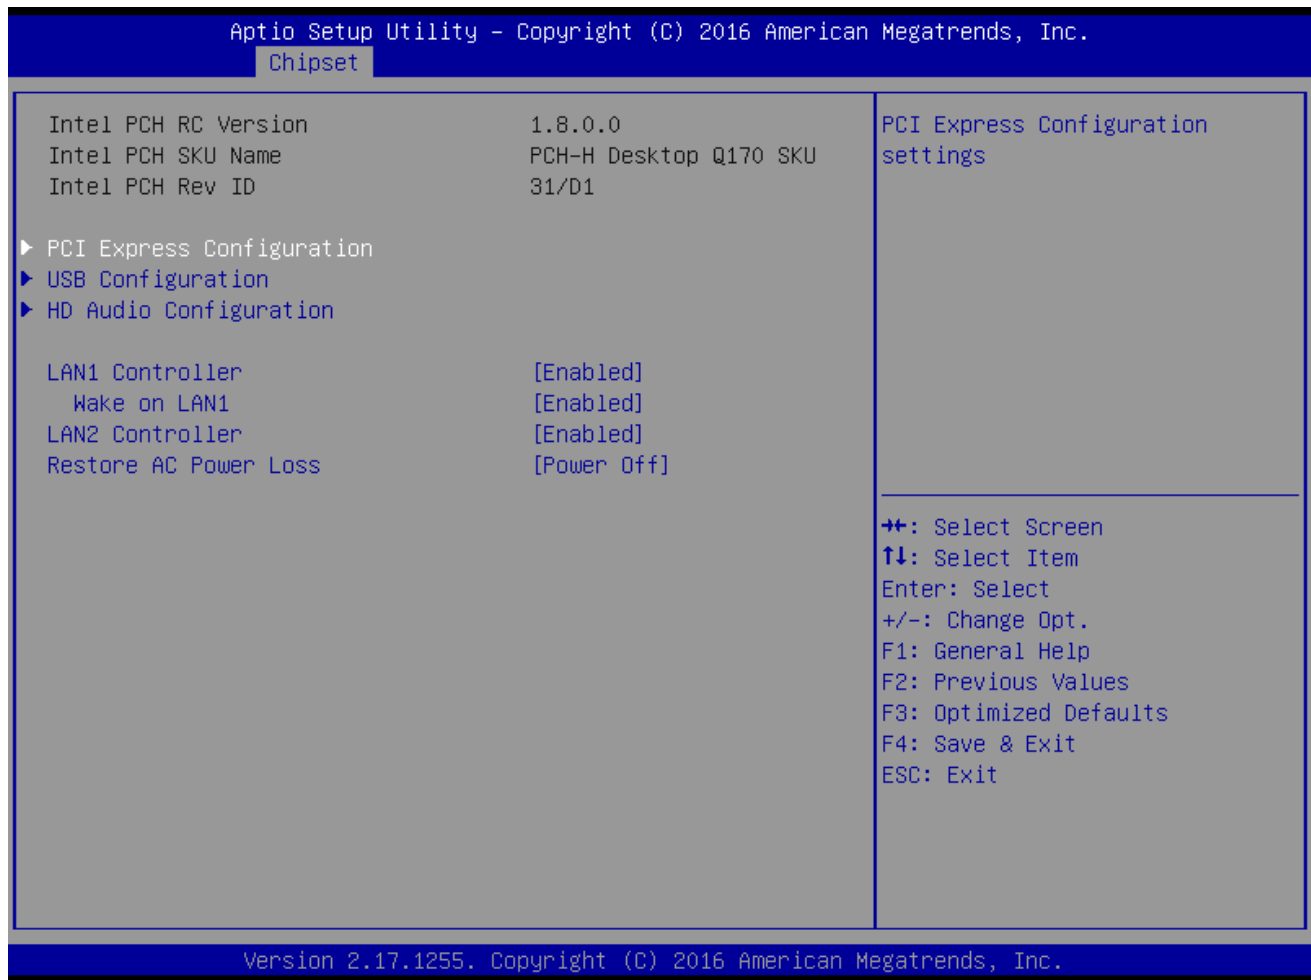 Aptio Setup Utility – Copyright (C) 2016 American Megatrends, Inc.
Chipset
Intel PCH RC Version 1.8.0.0
Intel PCH SKU Name PCH-H Desktop Q170 SKU
Intel PCH Rev ID 31/D1
PCI Express Configuration
USB Configuration
HD Audio Configuration
LAN1 Controller [Enabled]
Wake on LAN1 [Enabled]
LAN2 Controller [Enabled]
Restore AC Power Loss [Power Off]
PCI Express Configuration
settings
→←: Select Screen
↑↓: Select Item
Enter: Select
+/-: Change Opt.
F1: General Help
F2: Previous Values
F3: Optimized Defaults
F4: Save & Exit
ESC: Exit
Version 2.17.1255. Copyright (C) 2016 American Megatrends, Inc.